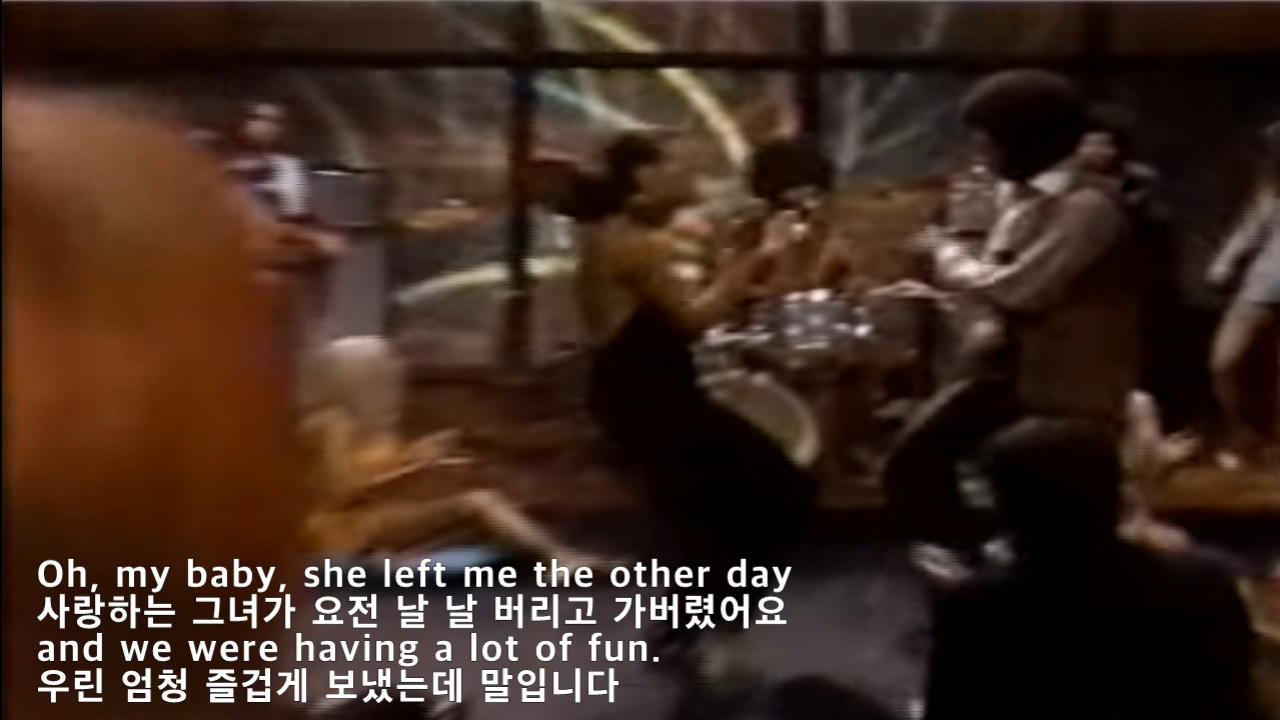 Oh, my baby, she left me the other day
사랑하는 그녀가 요전 날 날 버리고 가버렸어요
and we were having a lot of fun.
우린 엄청 즐겁게 보냈는데 말입니다